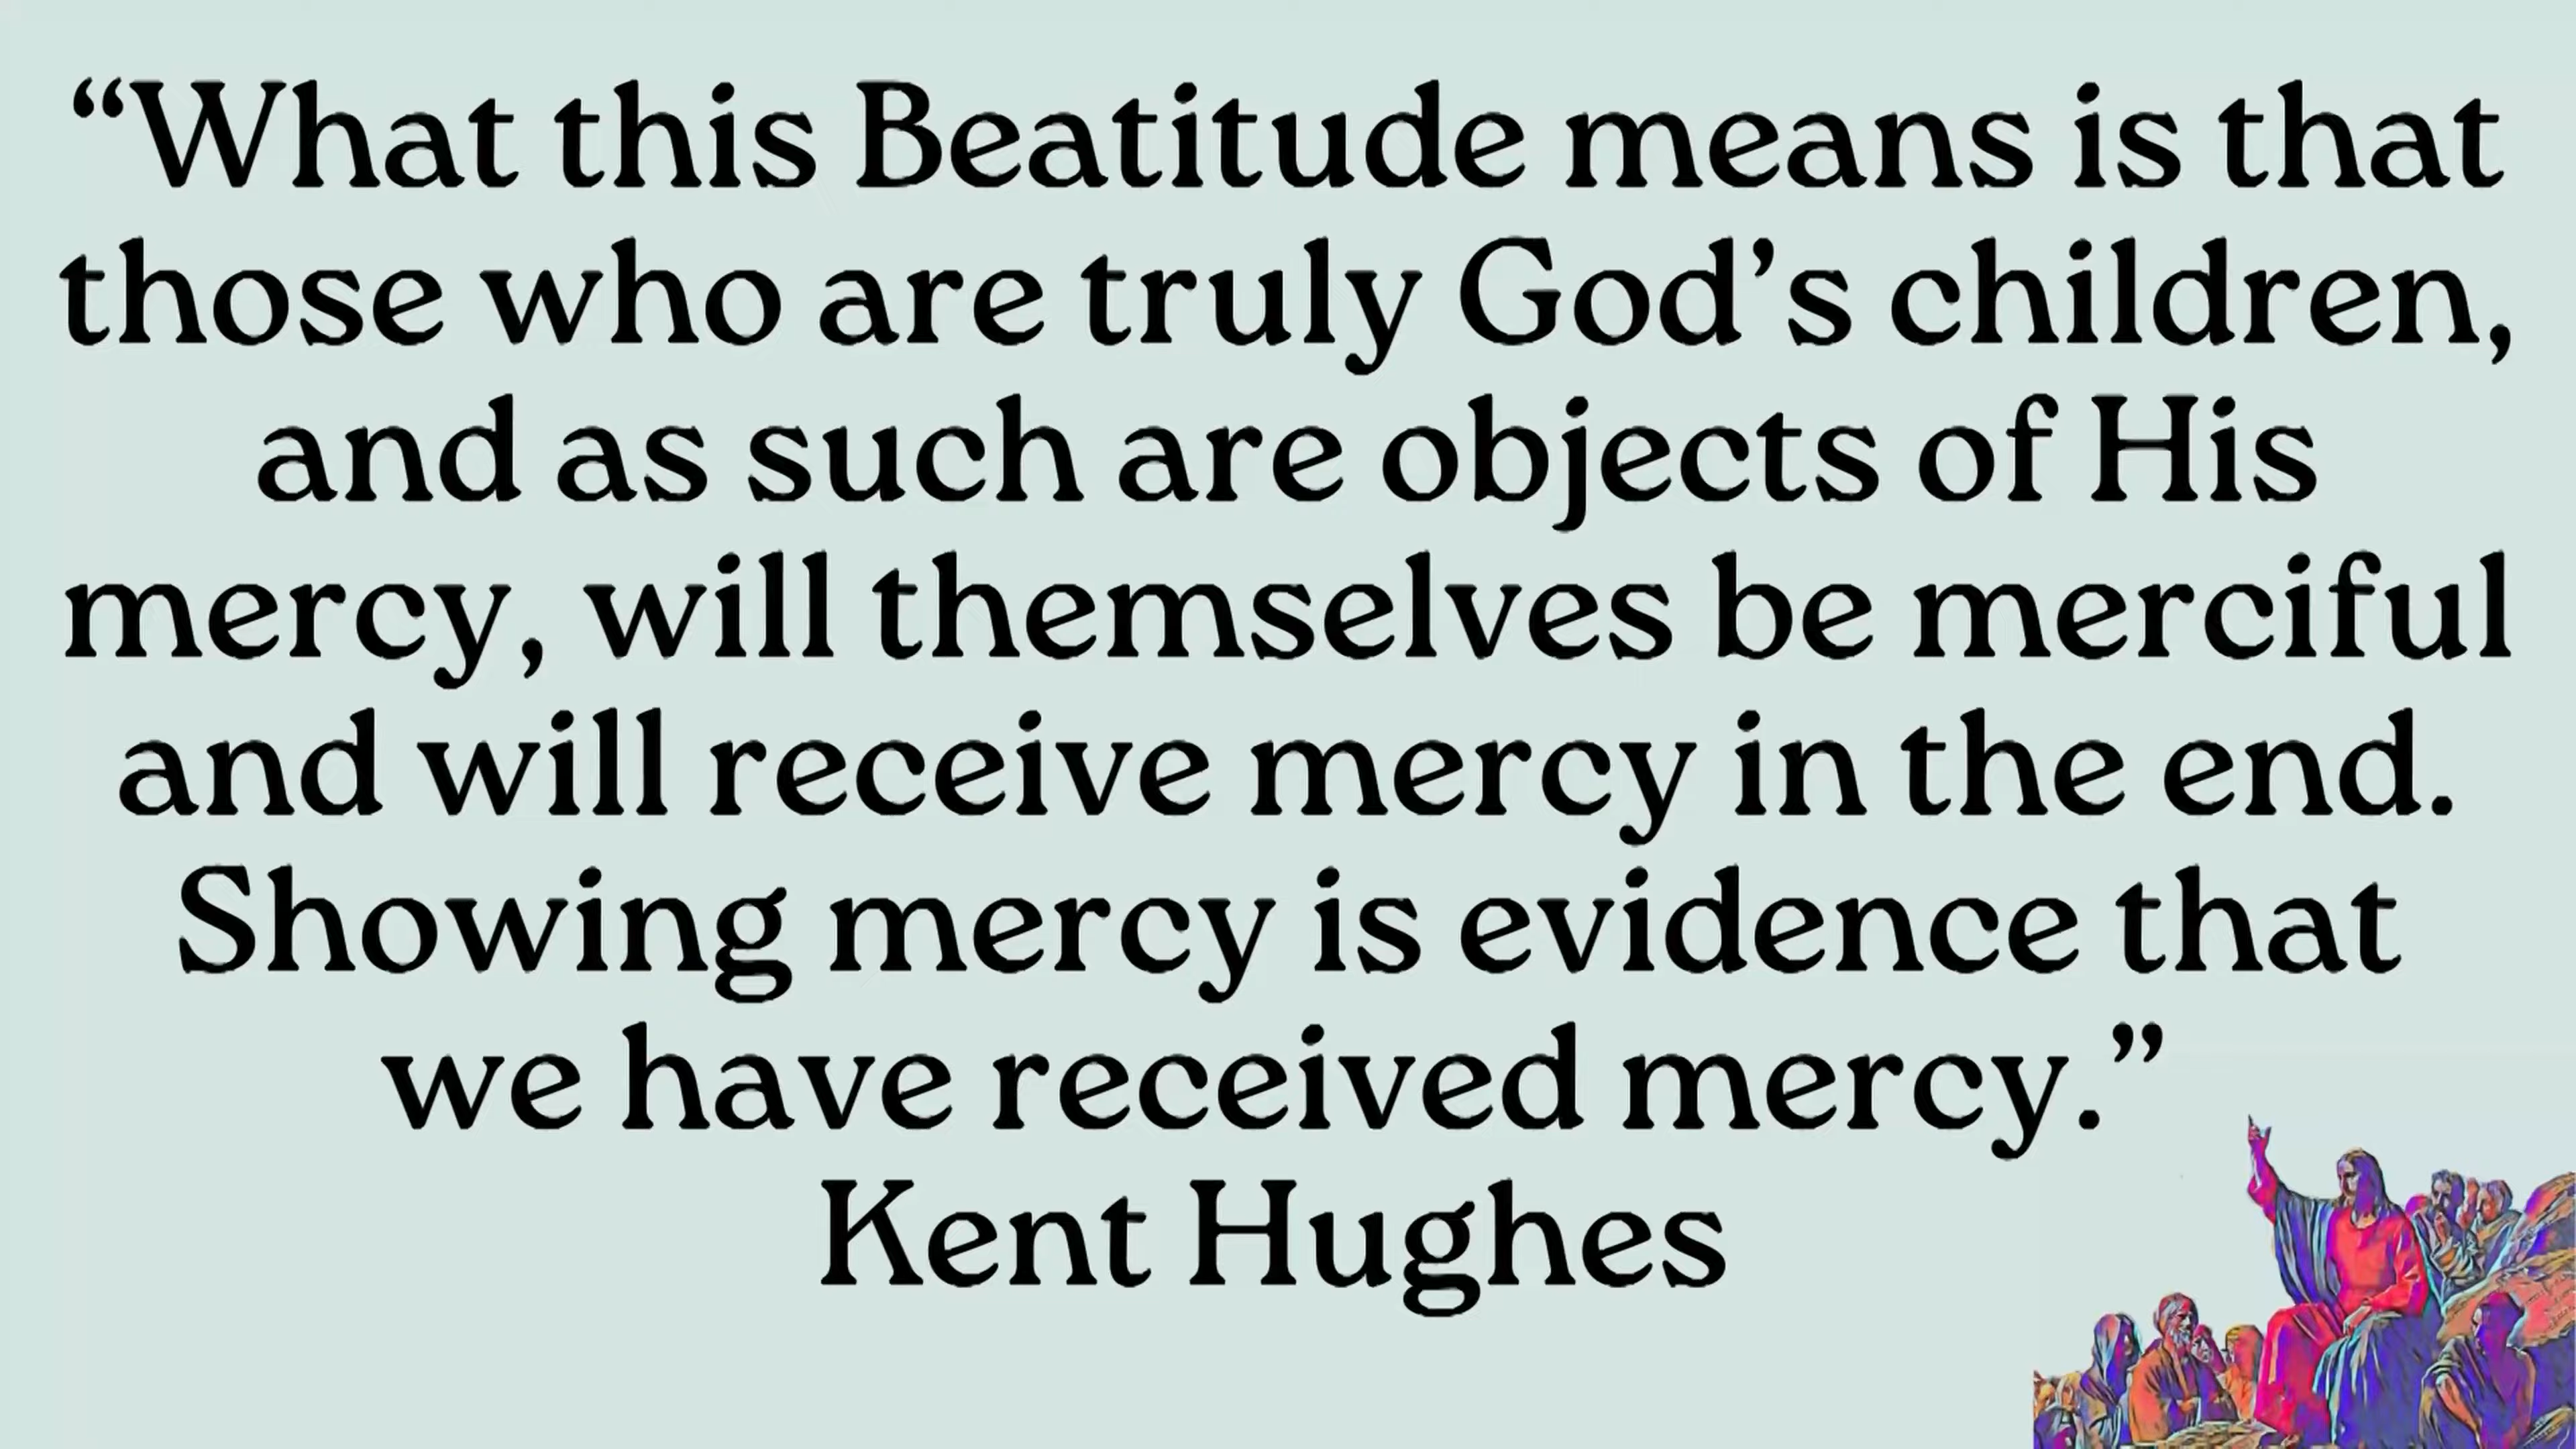 “What this Beatitude means is that
those who are truly God’s children,
and as such are objects of His
mercy, will themselves be merciful
and will receive mercy in the end.
Showing mercy is evidence that
we have received mercy.”
Kent Hughes